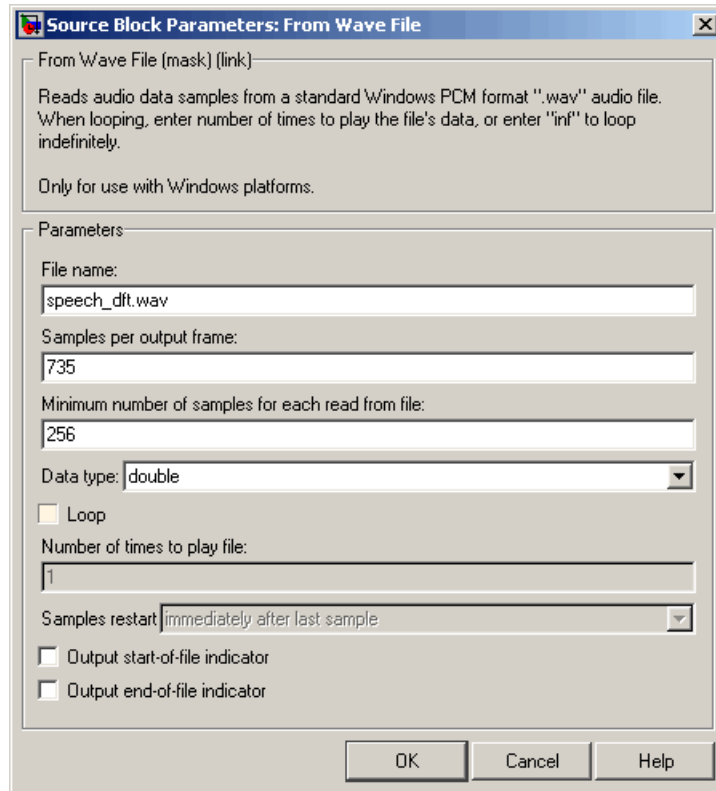 Source Block Parameters: From Wave File
From Wave File (mask) (link)
Reads audio data samples from a standard Windows PCM format ".wav" audio file.
When looping, enter number of times to play the file's data, or enter "inf" to loop
indefinitely.
Only for use with Windows platforms.
Parameters
File name:
speech_dft.wav
Samples per output frame:
735
Minimum number of samples for each read from file:
256
Data type: double
Loop
Number of times to play file:
1
Samples restart immediately after last sample
Output start-of-file indicator
Output end-of-file indicator
OK Cancel Help